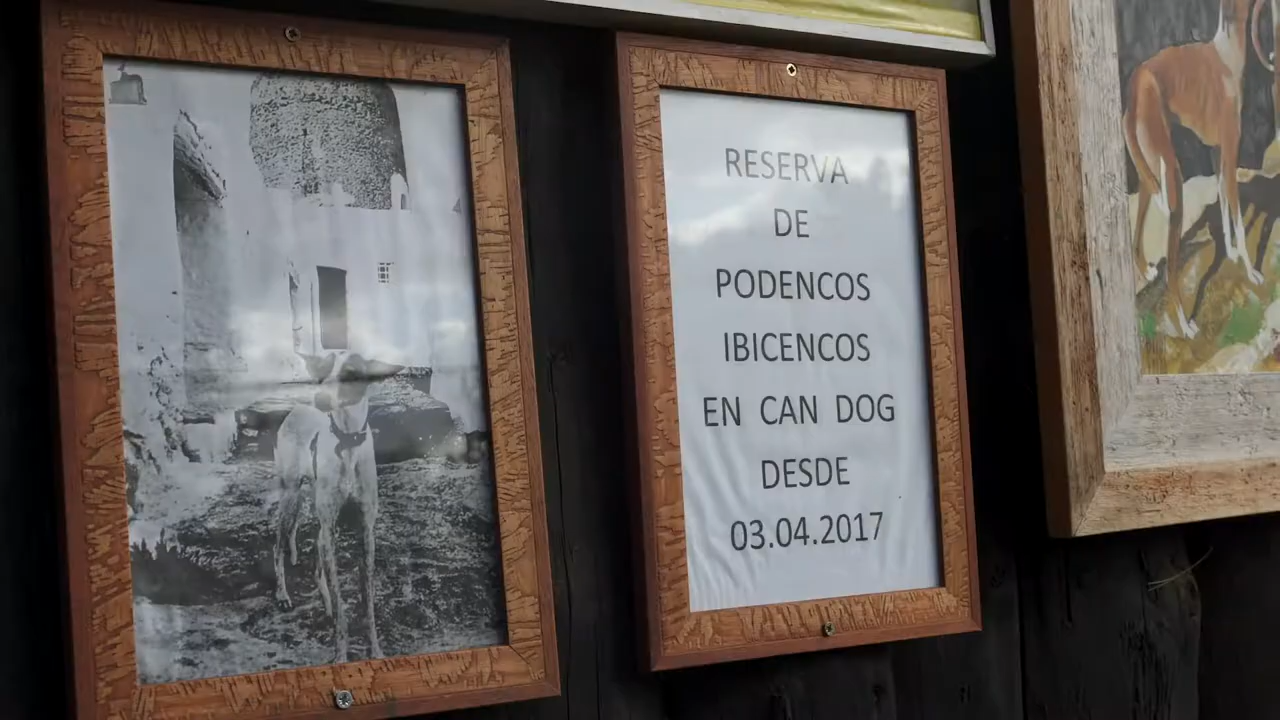 RESERVA
DE
PODENCOS
IBICENCOS
EN CAN DOG
DESDE
03.04.2017